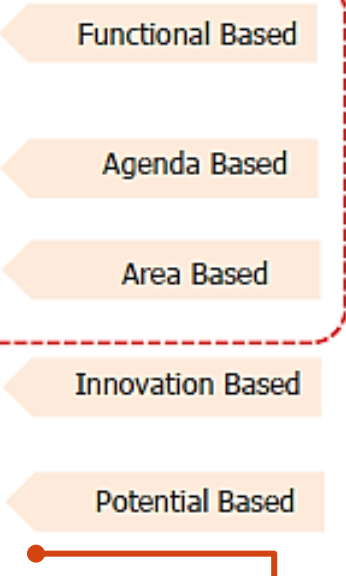 Functional Based
Agenda Based
Area Based
Innovation Based
Potential Based